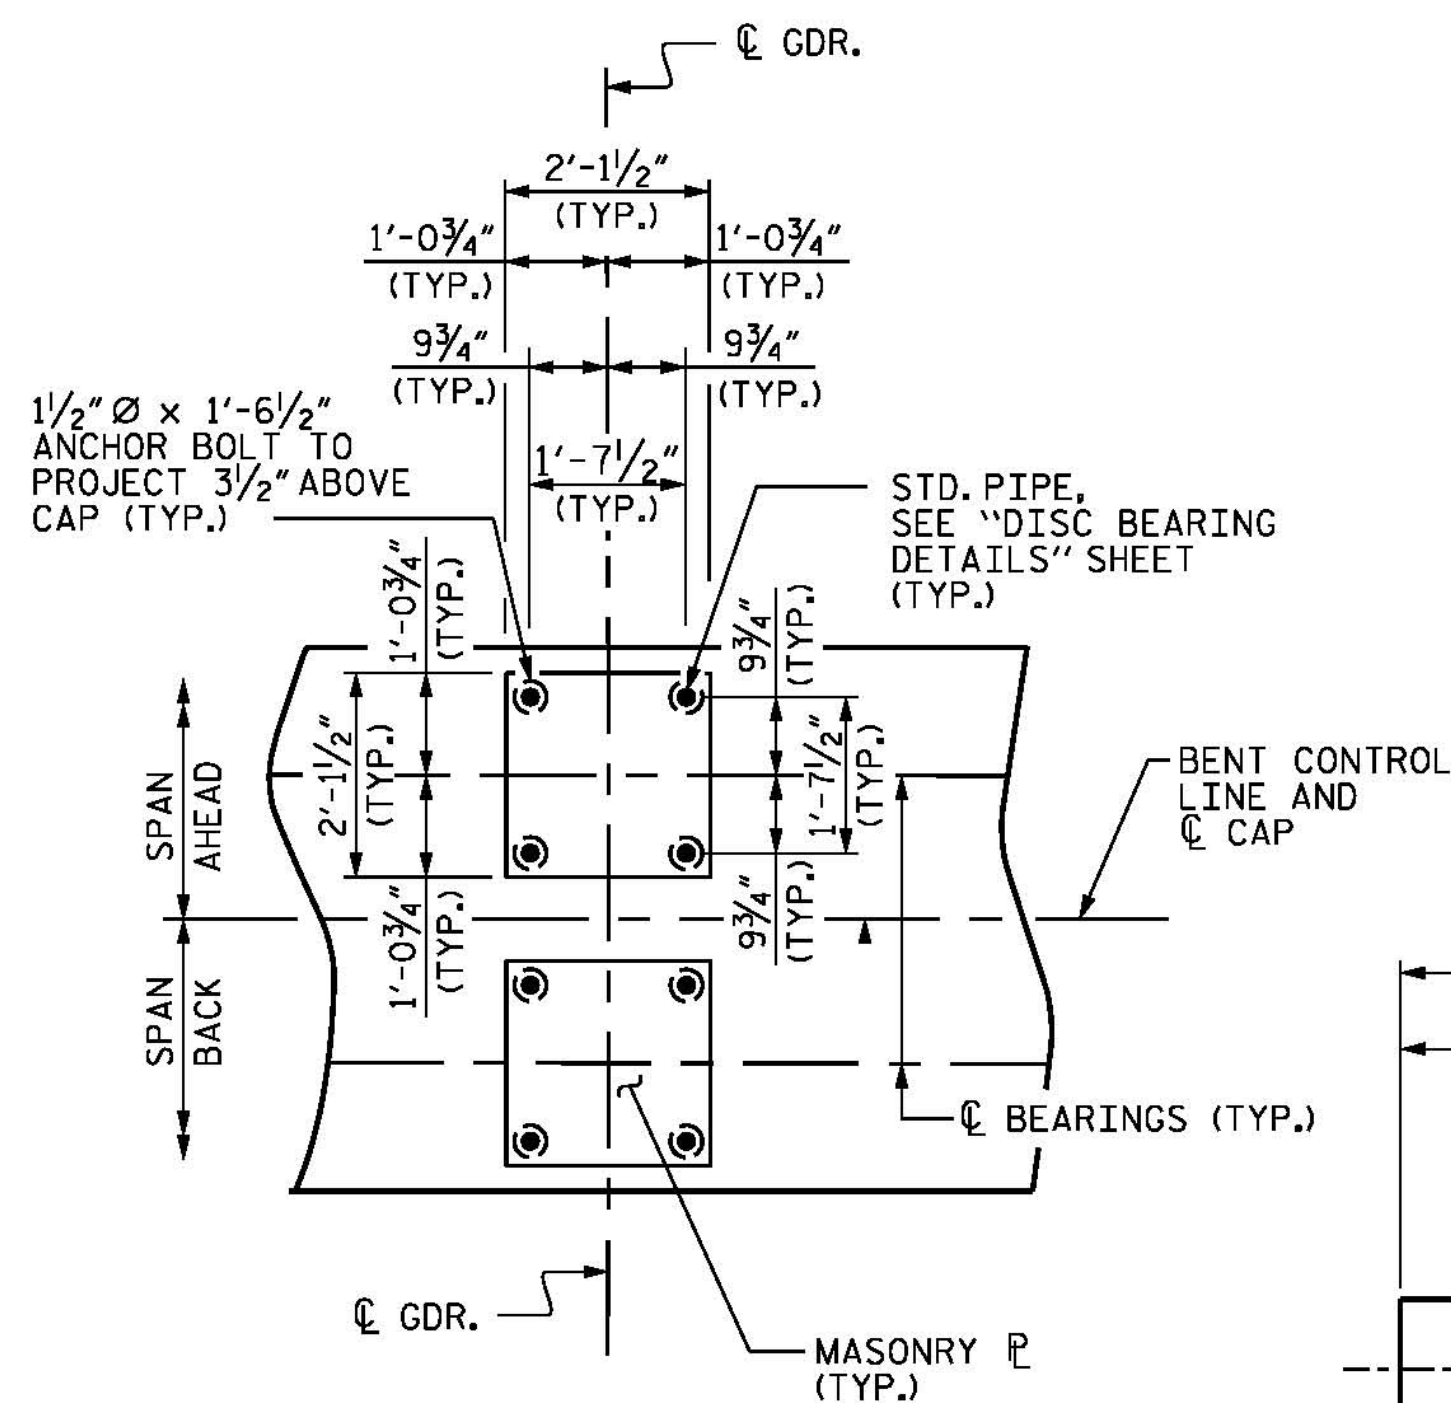 ℄ GDR.
2'-1½"
(TYP.)
1'-0¾"
(TYP.)
1'-0¾"
(TYP.)
9¾"
(TYP.)
9¾"
(TYP.)
1½" Ø x 1'-6½"
ANCHOR BOLT TO
PROJECT 3½" ABOVE
CAP (TYP.)
1'-7½"
(TYP.)
STD. PIPE,
SEE "DISC BEARING
DETAILS" SHEET
(TYP.)
1'-0¾"
(TYP.)
9¾"
(TYP.)
2'-1½"
(TYP.)
1'-7½"
(TYP.)
SPAN
AHEAD
BENT CONTROL
LINE AND
℄ CAP
1'-0¾"
(TYP.)
9¾"
(TYP.)
SPAN
BACK
℄ BEARINGS (TYP.)
℄ GDR.
MASONRY ⅊
(TYP.)